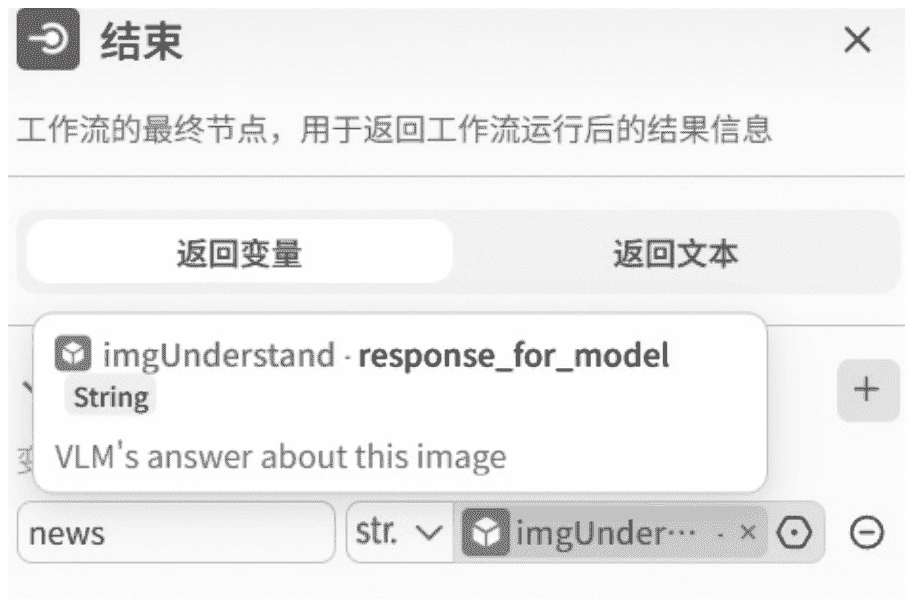 结束
工作流的最终节点，用于返回工作流运行后的结果信息
返回变量 返回文本
imgUnderstand · response_for_model
String
VLM's answer about this image
news str. imgUnder··· ·